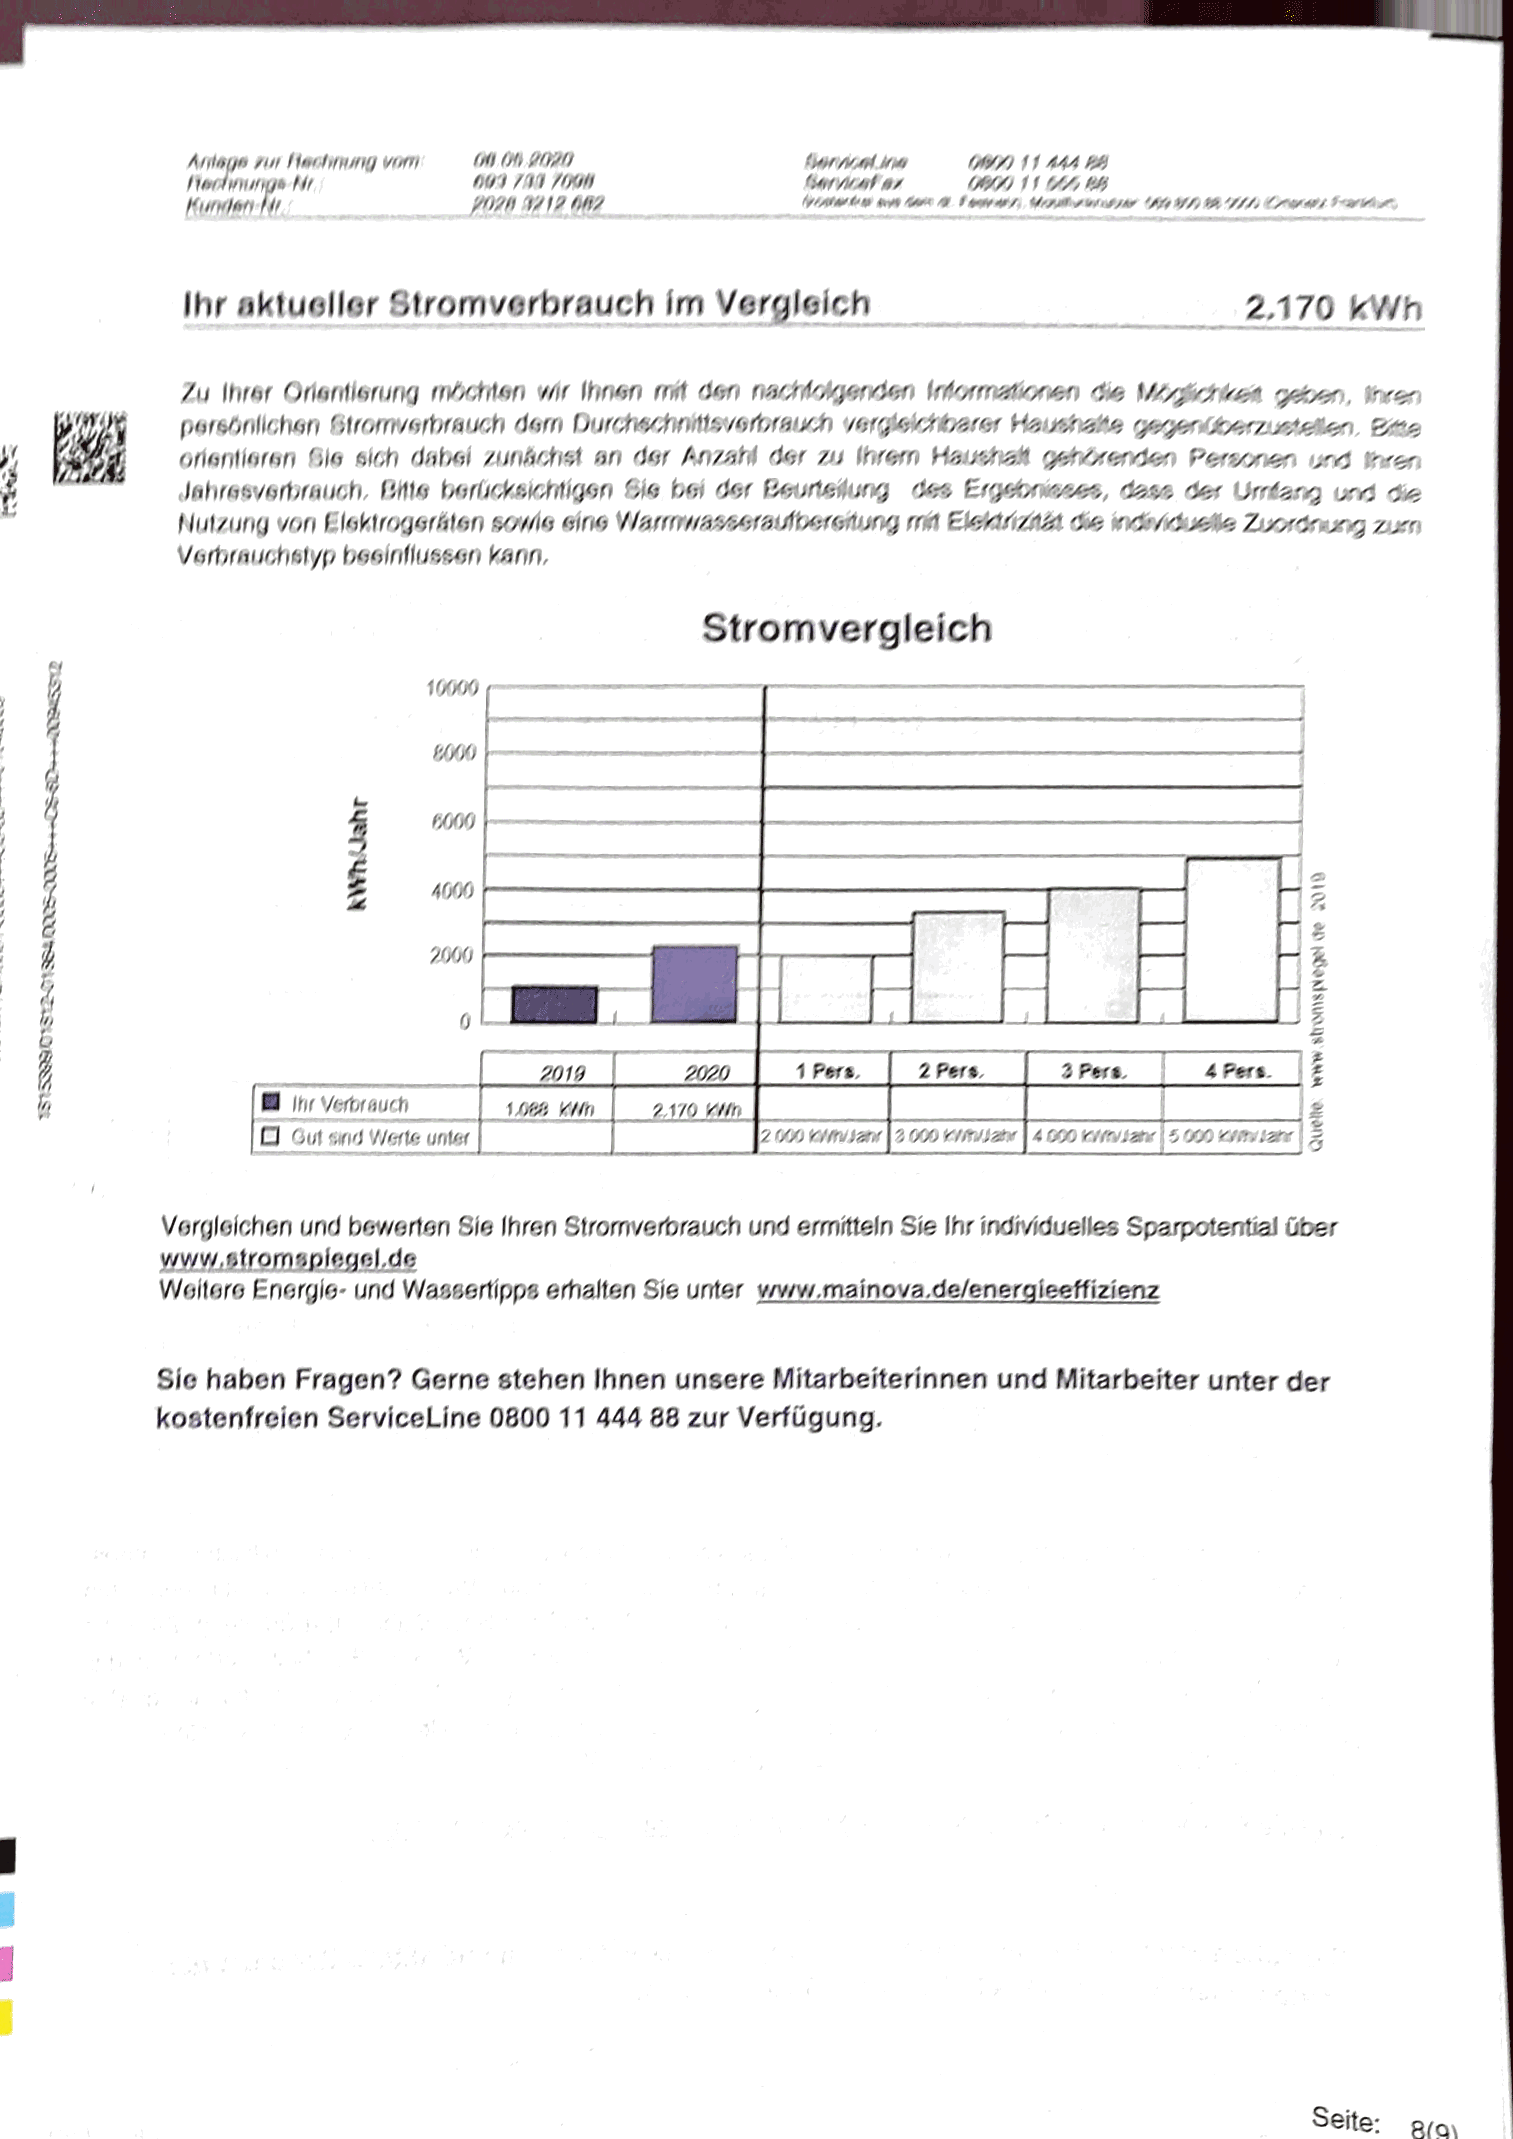 Anlage zur Rechnung vom: 2020
Rechnungs-Nr.:
Kunden-Nr.: 2028 3212 682
ServiceLine 0800 11 444 88
ServiceFax 0800 11 88
Ihr aktueller Stromverbrauch im Vergleich 2.170 kWh
Zu Ihrer Orientierung möchten wir Ihnen mit den nachfolgenden Informationen die Möglichkeit geben, Ihren
persönlichen Stromverbrauch dem Durchschnittsverbrauch vergleichbarer Haushalte gegenüberzustellen. Bitte
orientieren Sie sich dabei zunächst an der Anzahl der zu Ihrem Haushalt gehörenden Personen und Ihren
Jahresverbrauch. Bitte berücksichtigen Sie bei der Beurteilung des Ergebnisses, dass der Umfang und die
Nutzung von Elektrogeräten sowie eine Warmwasseraufbereitung mit Elektrizität die individuelle Zuordnung zum
Verbrauchstyp beeinflussen kann.
Stromvergleich
kWh/Jahr
10000
8000
6000
4000
2000
0
2019 2020 1 Pers. 2 Pers. 3 Pers. 4 Pers.
Ihr Verbrauch 1.088 kWh 2.170 kWh
Gut sind Werte unter 2 000 kWh/Jahr 3 000 kWh/Jahr 4 000 kWh/Jahr 5 000 kWh/Jahr
Quelle: www.stromspiegel.de 2019
Vergleichen und bewerten Sie Ihren Stromverbrauch und ermitteln Sie Ihr individuelles Sparpotential über
www.stromspiegel.de
Weitere Energie- und Wassertipps erhalten Sie unter www.mainova.de/energieeffizienz
Sie haben Fragen? Gerne stehen Ihnen unsere Mitarbeiterinnen und Mitarbeiter unter der
kostenfreien ServiceLine 0800 11 444 88 zur Verfügung.
Seite: 8(9)